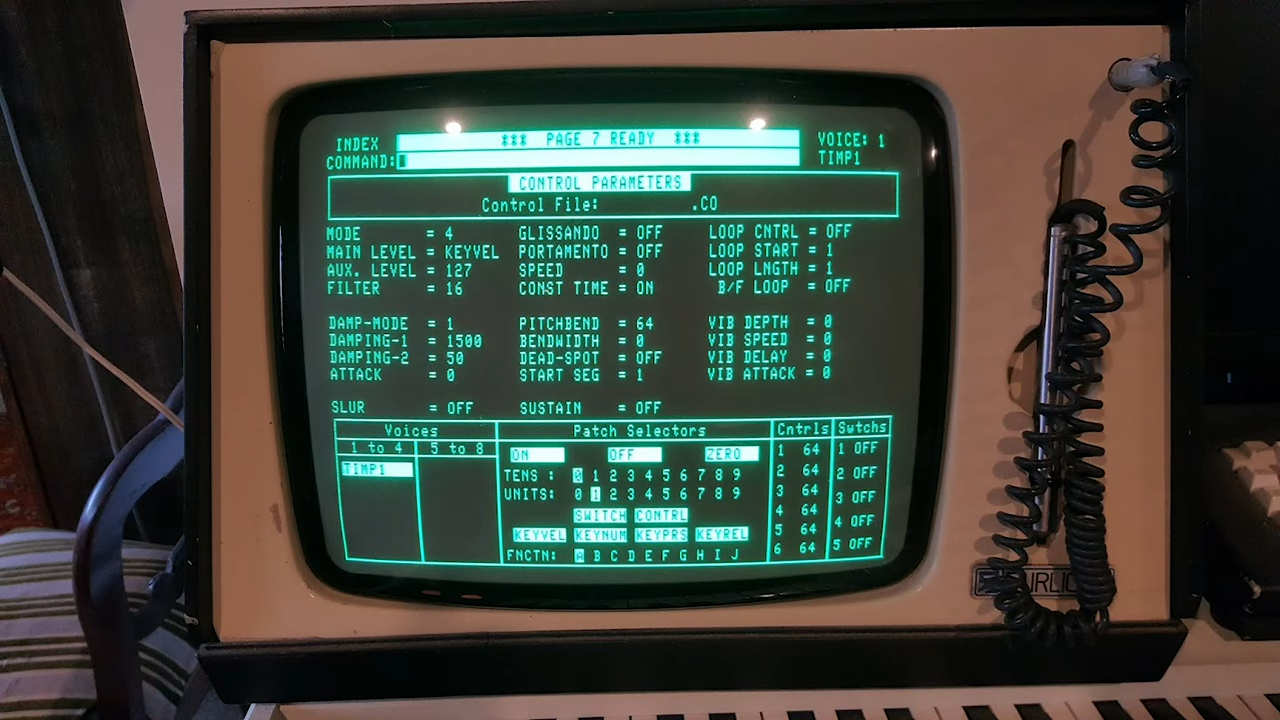 INDEX *** PAGE 7 READY *** VOICE: 1
COMMAND: TIMP1
CONTROL PARAMETERS
Control File: .CO
MODE = 4 GLISSANDO = OFF LOOP CNTRL = OFF
MAIN LEVEL = KEYVEL PORTAMENTO = OFF LOOP START = 1
AUX. LEVEL = 127 SPEED = 0 LOOP LNGTH = 1
FILTER = 16 CONST TIME = ON B/F LOOP = OFF
DAMP-MODE = 1 PITCHBEND = 64 VIB DEPTH = 0
DAMPING-1 = 1500 BENDWIDTH = 0 VIB SPEED = 0
DAMPING-2 = 50 DEAD-SPOT = OFF VIB DELAY = 0
ATTACK = 0 START SEG = 1 VIB ATTACK = 0
SLUR = OFF SUSTAIN = OFF
Voices Patch Selectors Cntrls Swtchs
1 to 4 5 to 8 ON OFF ZERO 1 64 1 OFF
TIMP1 TENS : 0 1 2 3 4 5 6 7 8 9 2 64 2 OFF
UNITS: 0 1 2 3 4 5 6 7 8 9 3 64 3 OFF
SWITCH CONTRL 4 64 4 OFF
KEYVEL KEYNUM KEYPRS KEYREL 5 64 5 OFF
FNCTN: A B C D E F G H I J 6 64